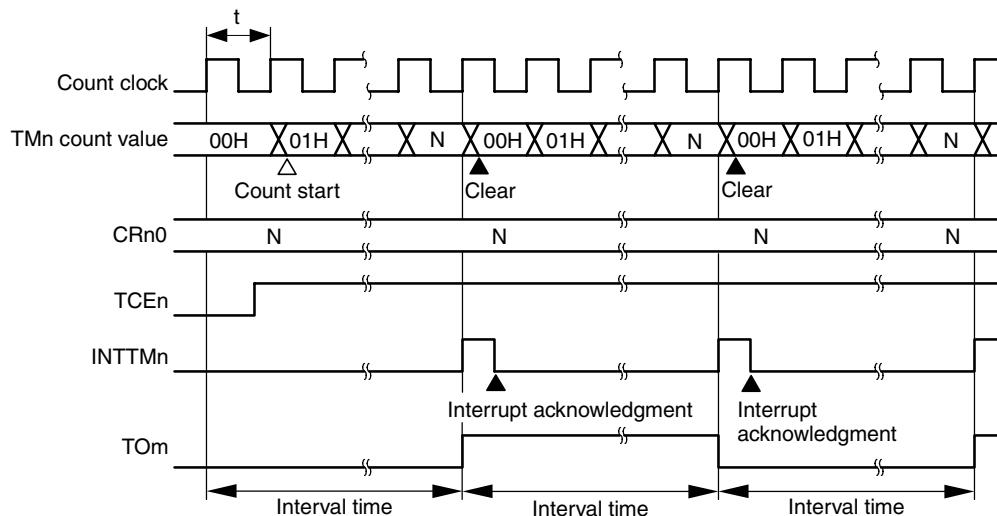 t
Count clock
TMn count value 00H 01H N 00H 01H N 00H 01H N
Count start Clear Clear
CRn0 N N N N
TCEn
INTTMn
Interrupt acknowledgment Interrupt
acknowledgment
TOm
Interval time Interval time Interval time